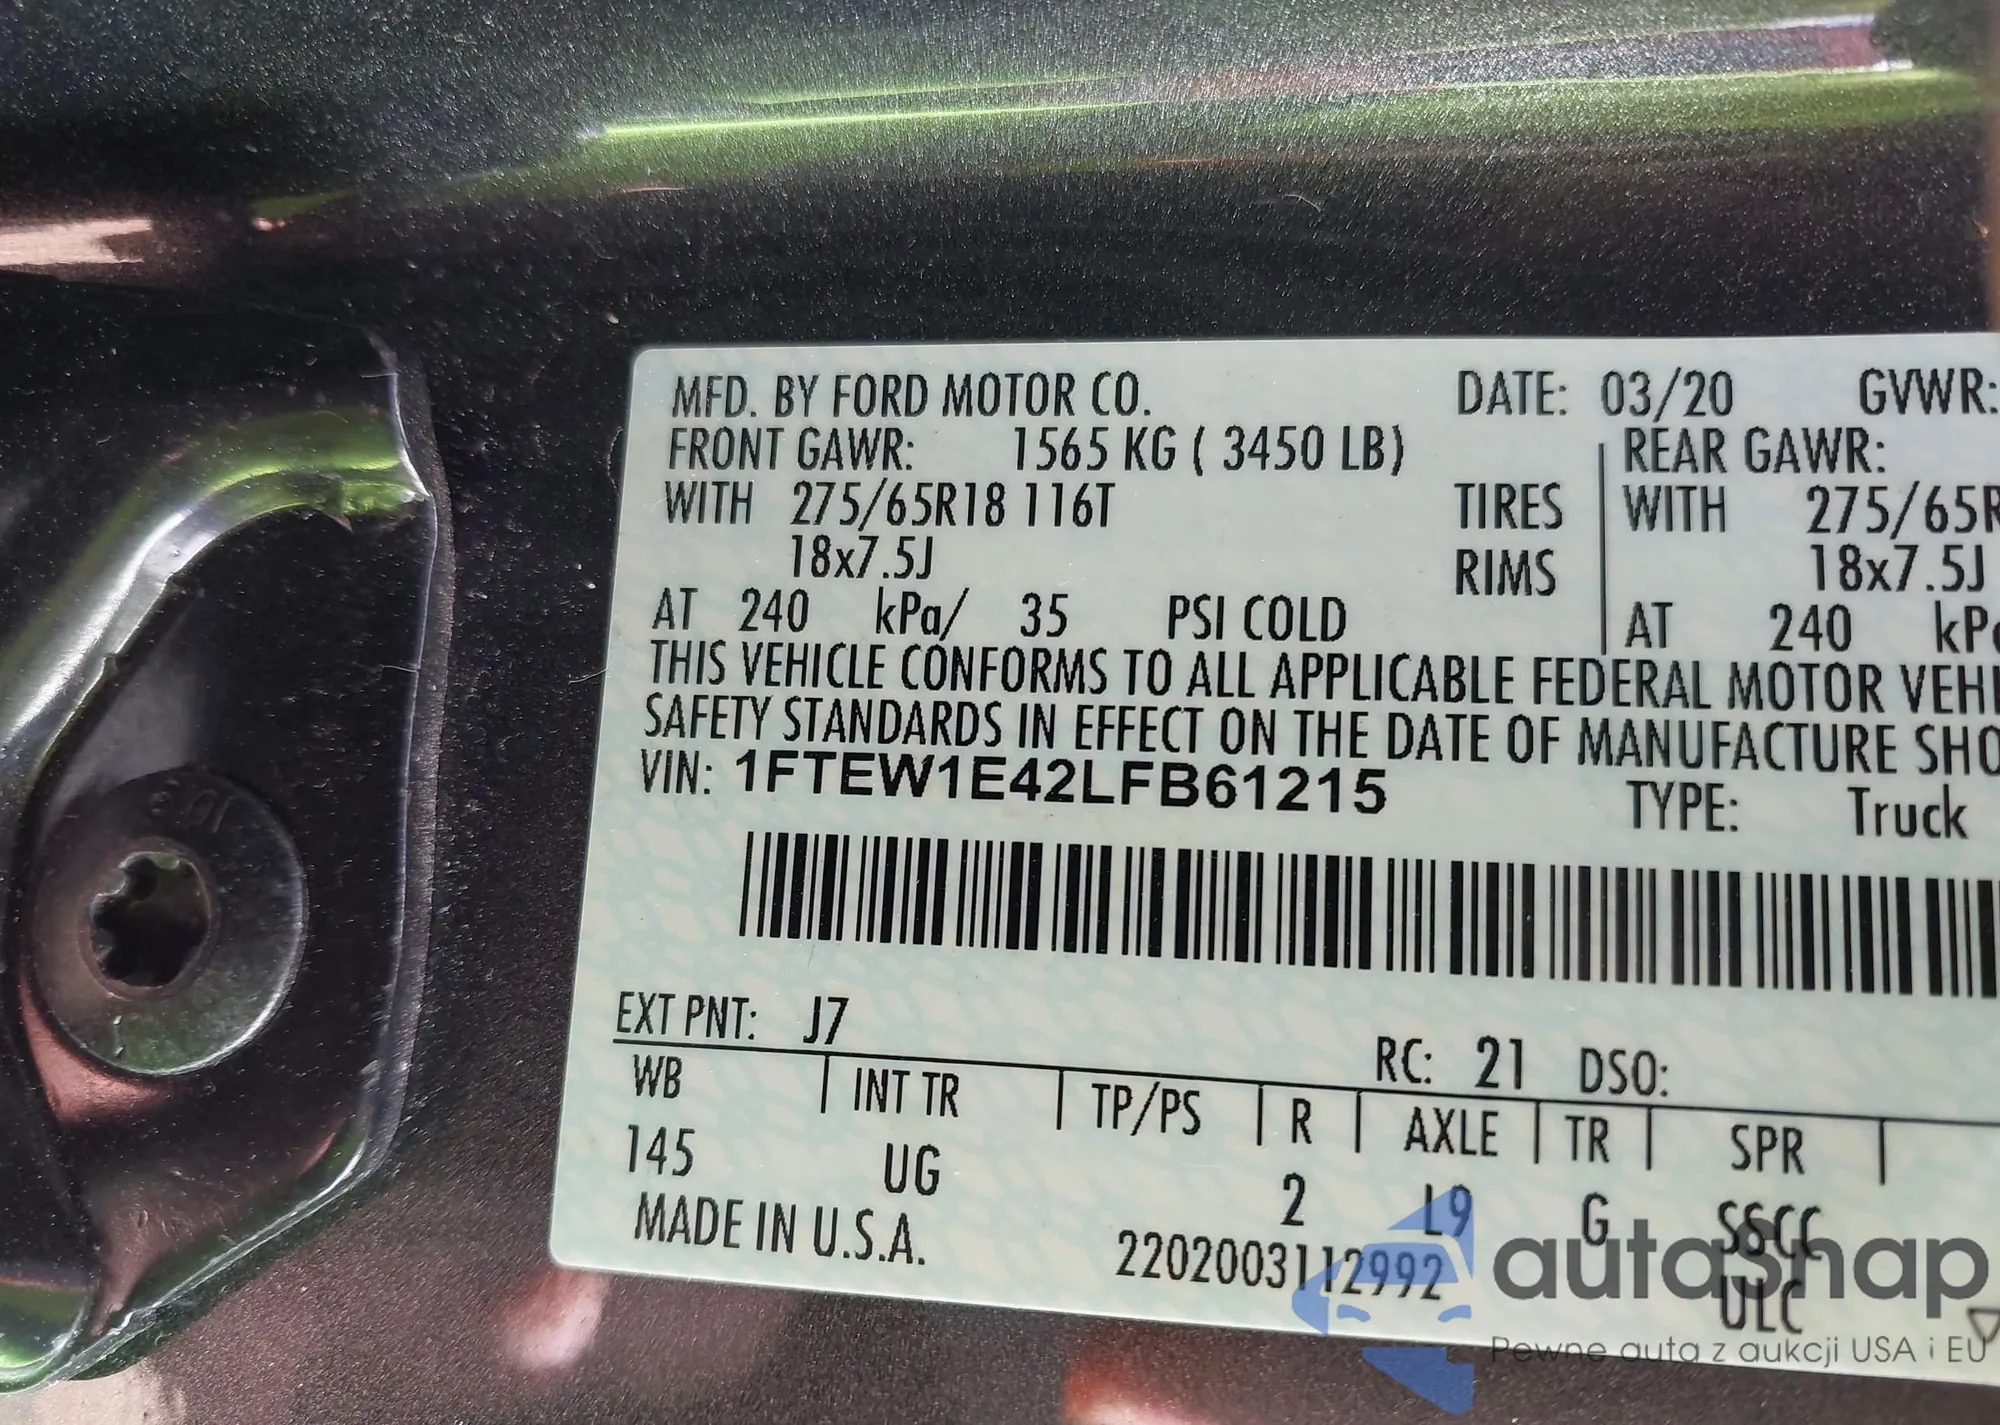 MFD. BY FORD MOTOR CO. DATE: 03/20 GVWR:
FRONT GAWR: 1565 KG ( 3450 LB) REAR GAWR:
WITH 275/65R18 116T TIRES WITH 275/65R
18x7.5J RIMS 18x7.5J
AT 240 kPa/ 35 PSI COLD AT 240 kPa
THIS VEHICLE CONFORMS TO ALL APPLICABLE FEDERAL MOTOR VEHI
SAFETY STANDARDS IN EFFECT ON THE DATE OF MANUFACTURE SHO
VIN: 1FTEW1E42LFB61215 TYPE: Truck
EXT PNT: J7 RC: 21 DSO:
WB INT TR TP/PS R AXLE TR SPR
145 UG 2 L9 G SSCC
MADE IN U.S.A. 2202003112992 ULC
autaSnap
Pewne auta z aukcji USA i EU